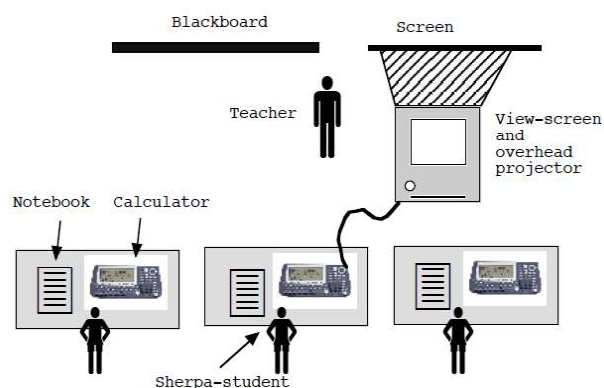 Blackboard
Screen
Teacher
View-screen
and
overhead
projector
Notebook
Calculator
Sherpa-student